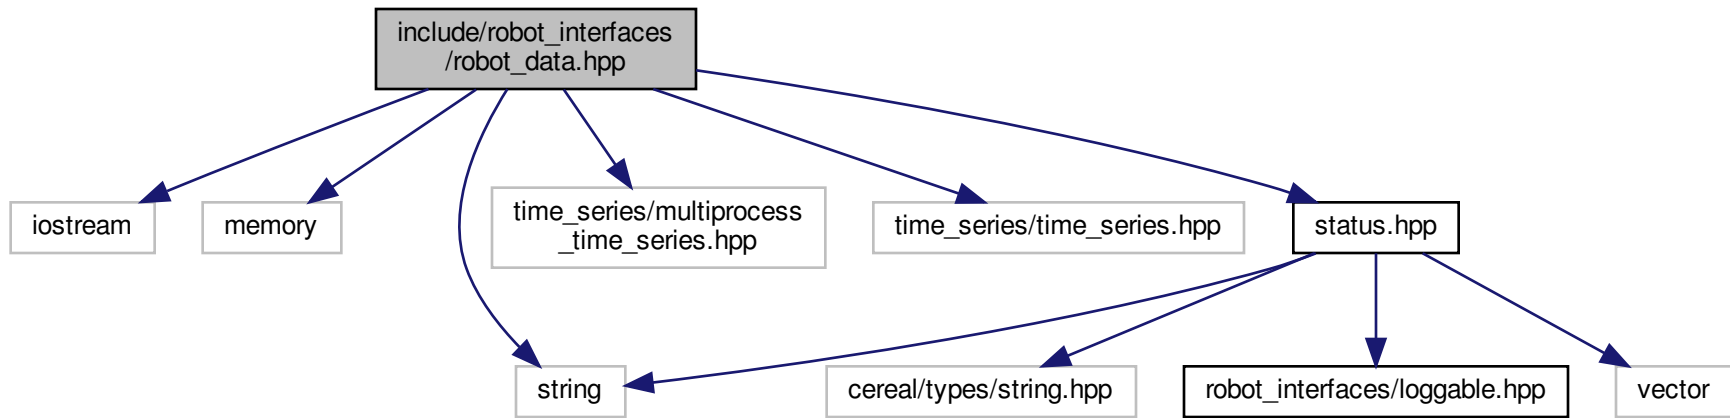 include/robot_interfaces
/robot_data.hpp
iostream
memory
time_series/multiprocess
_time_series.hpp
time_series/time_series.hpp
status.hpp
string
cereal/types/string.hpp
robot_interfaces/loggable.hpp
vector